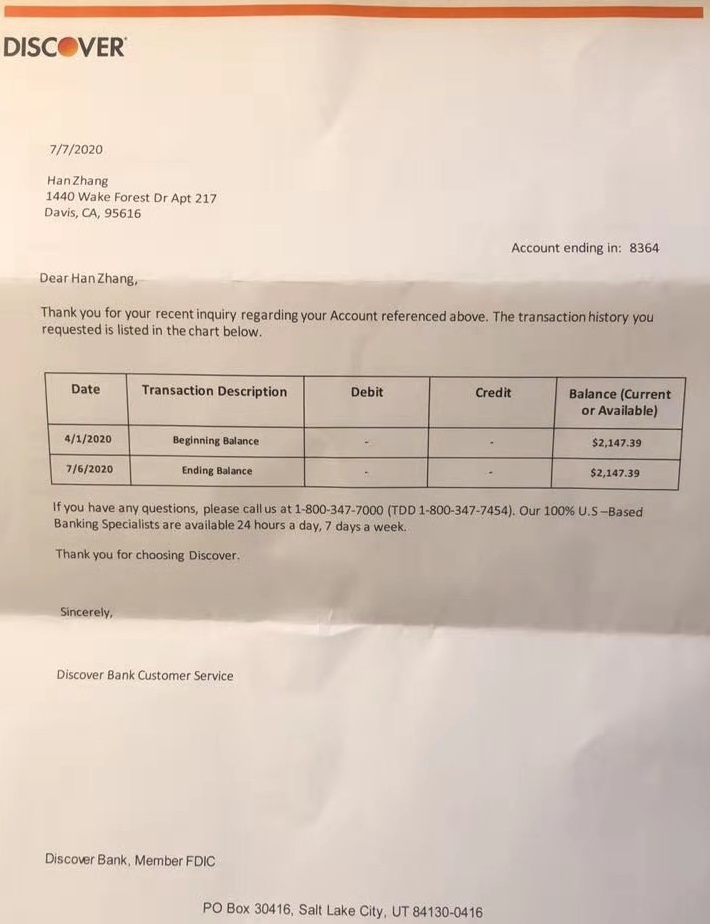 DISCOVER
7/7/2020
Han Zhang
1440 Wake Forest Dr Apt 217
Davis, CA, 95616
Account ending in: 8364
Dear Han Zhang,
Thank you for your recent inquiry regarding your Account referenced above. The transaction history you
requested is listed in the chart below.
Date Transaction Description Debit Credit Balance (Current
or Available)
4/1/2020 Beginning Balance - - $2,147.39
7/6/2020 Ending Balance - - $2,147.39
If you have any questions, please call us at 1-800-347-7000 (TDD 1-800-347-7454). Our 100% U.S –Based
Banking Specialists are available 24 hours a day, 7 days a week.
Thank you for choosing Discover.
Sincerely,
Discover Bank Customer Service
Discover Bank, Member FDIC
PO Box 30416, Salt Lake City, UT 84130-0416